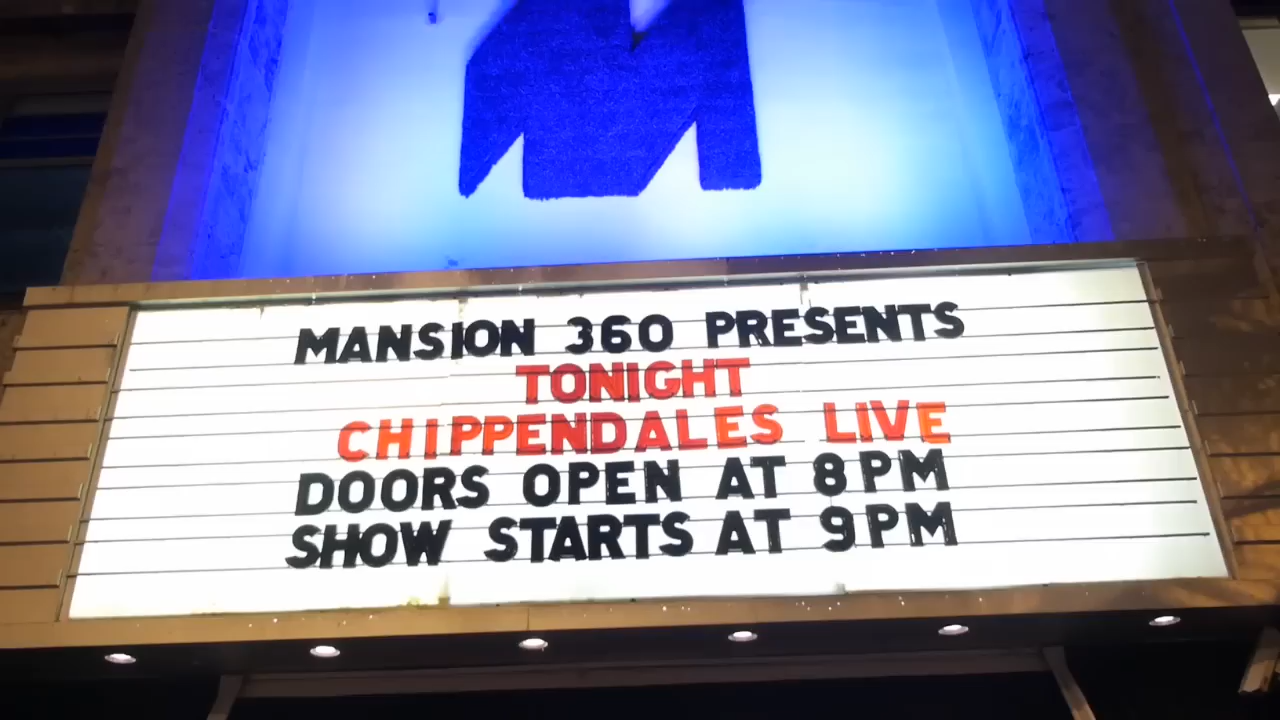 MANSION 360 PRESENTS
TONIGHT
CHIPPENDALES LIVE
DOORS OPEN AT 8PM
SHOW STARTS AT 9PM